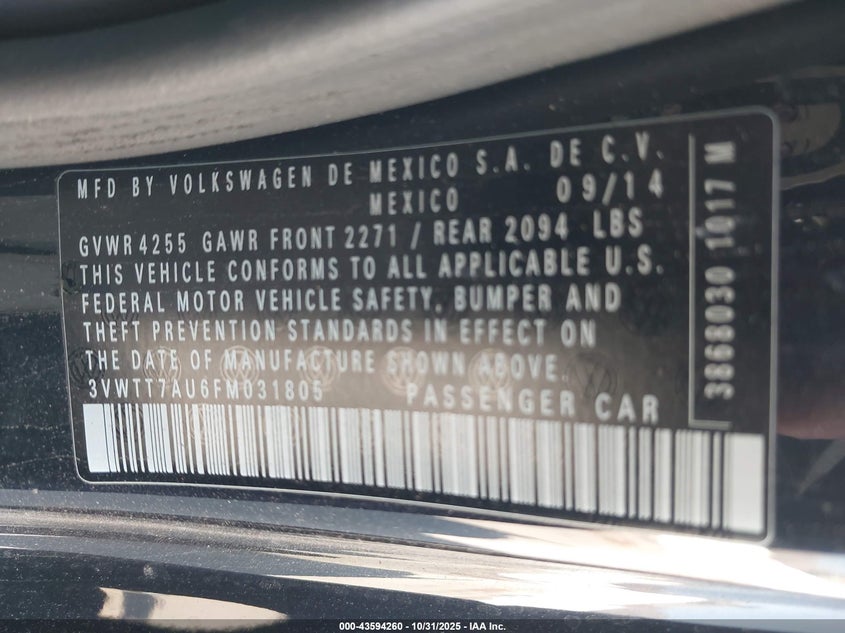 MFD BY VOLKSWAGEN DE MEXICO S.A. DE C.V.
MEXICO 09/14
GVWR 4255 GAWR FRONT 2271 / REAR 2094 LBS
THIS VEHICLE CONFORMS TO ALL APPLICABLE U.S.
FEDERAL MOTOR VEHICLE SAFETY, BUMPER AND
THEFT PREVENTION STANDARDS IN EFFECT ON
THE DATE OF MANUFACTURE SHOWN ABOVE.
3VWTT7AU6FM031805 PASSENGER CAR
3868030 1017 M
000-43594260 - 10/31/2025 - IAA Inc.